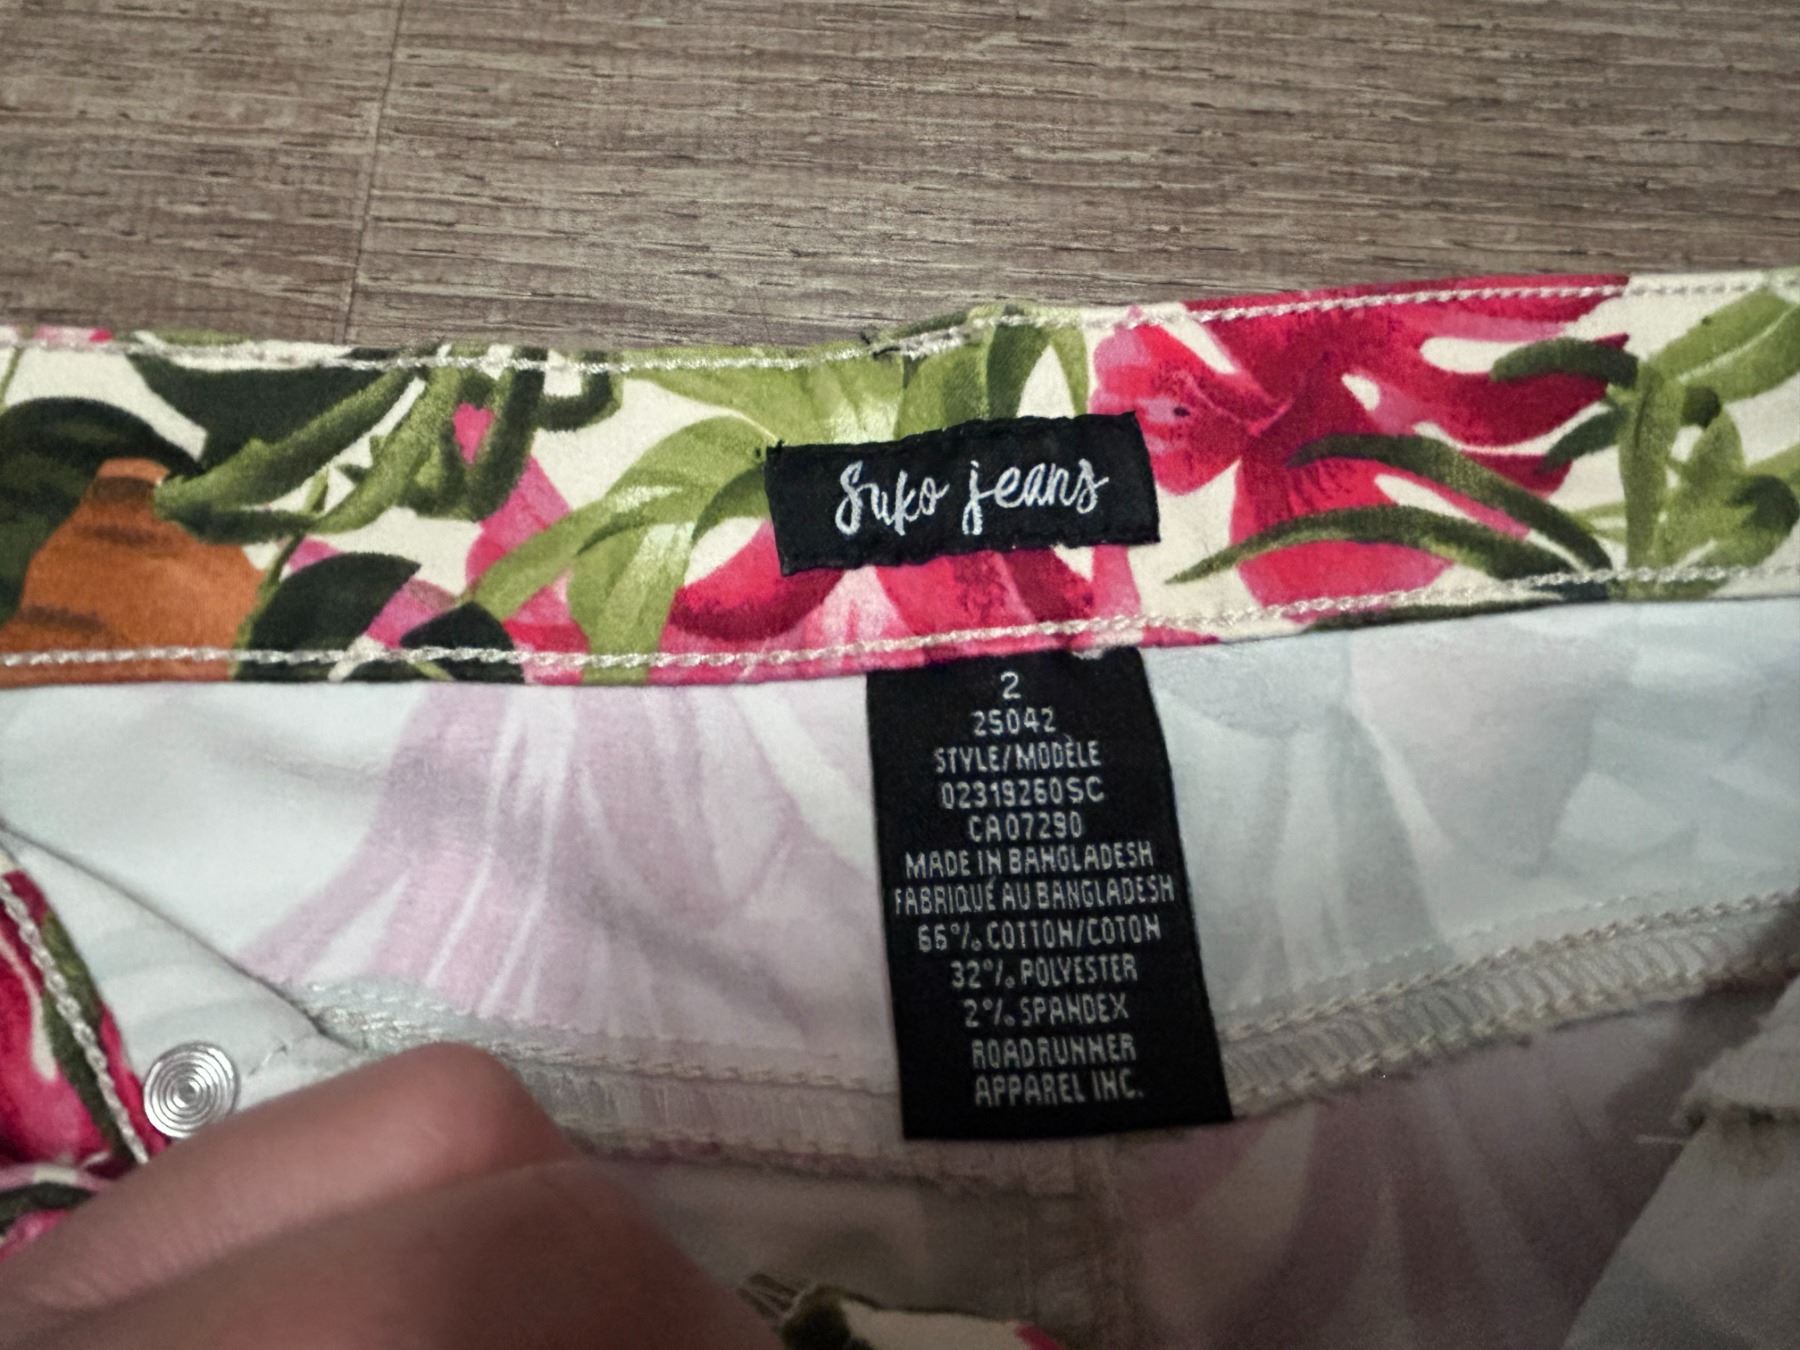 Suko jeans
2
25042
STYLE/MODÈLE
02319260SC
CA07290
MADE IN BANGLADESH
FABRIQUÉ AU BANGLADESH
66% COTTON/COTON
32% POLYESTER
2% SPANDEX
ROADRUNNER
APPAREL INC.